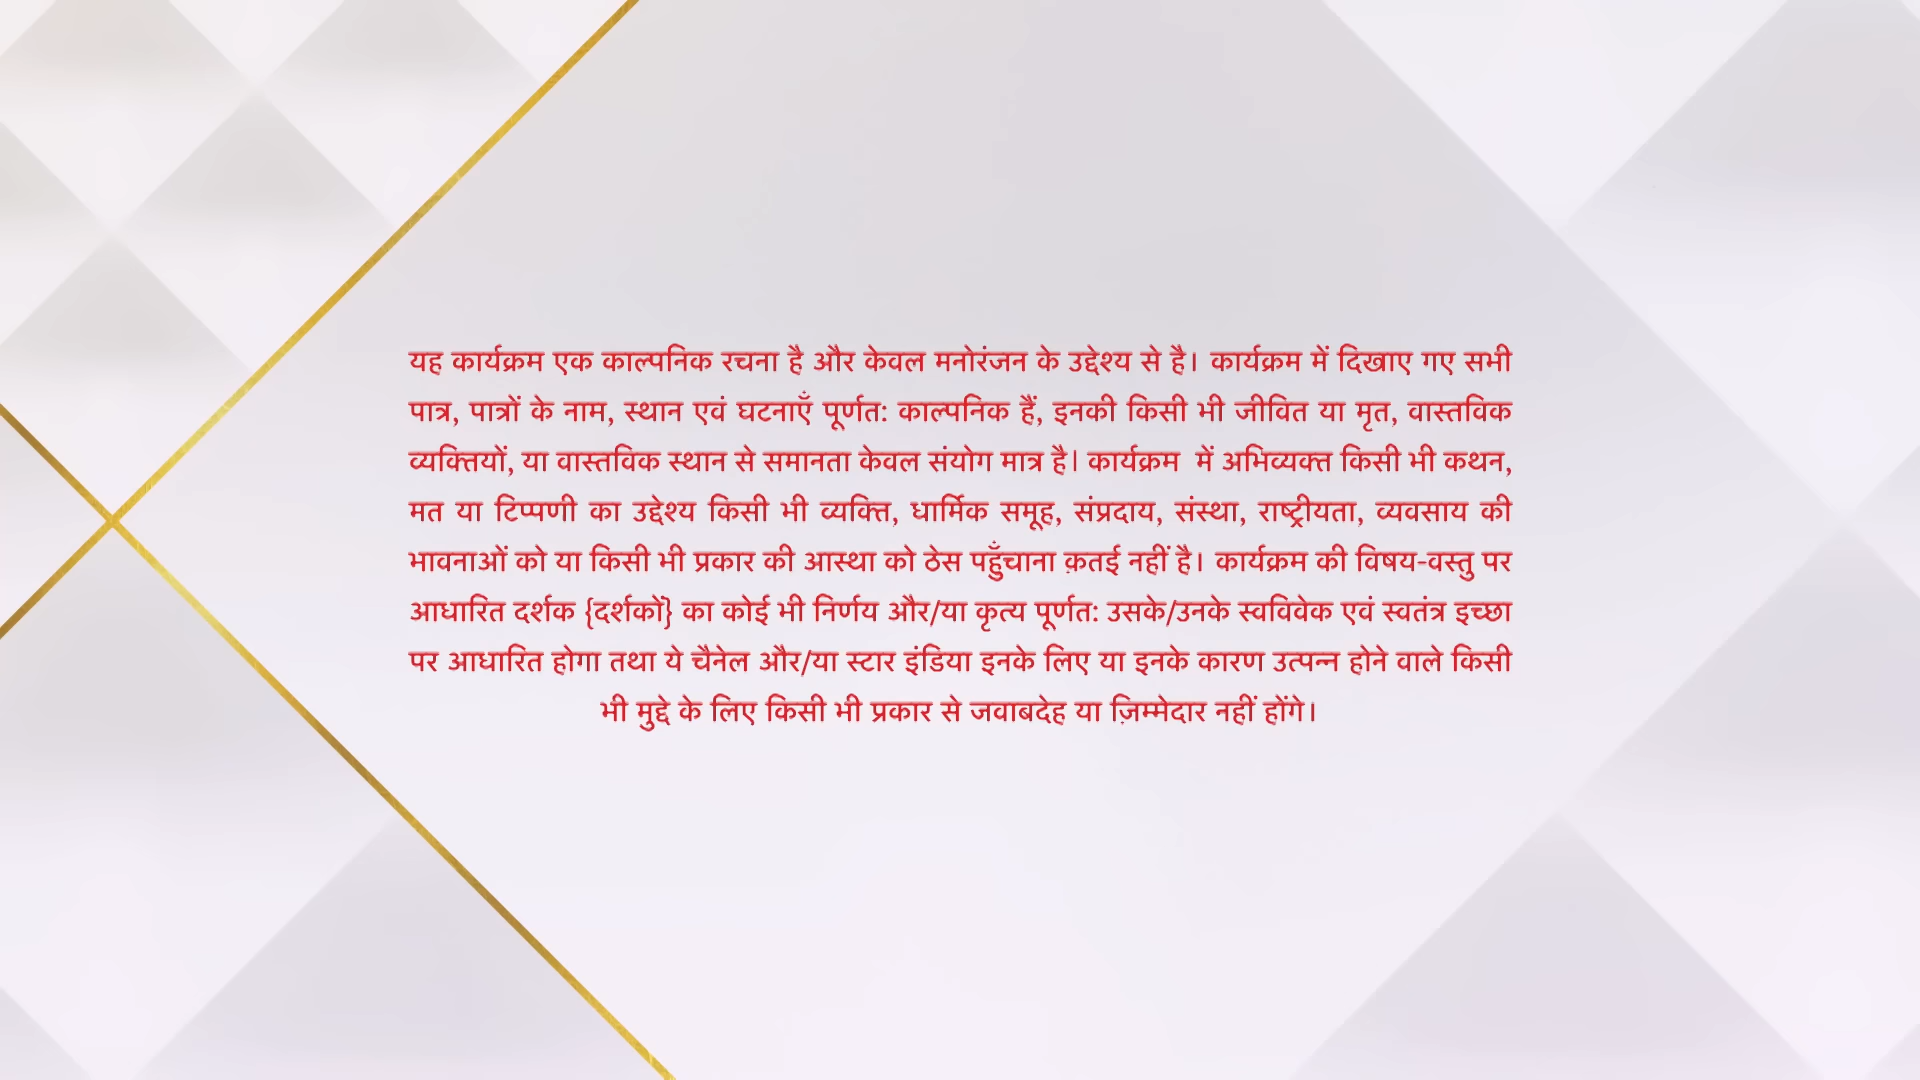 यह कार्यक्रम एक काल्पनिक रचना है और केवल मनोरंजन के उद्देश्य से है। कार्यक्रम में दिखाए गए सभी
पात्र, पात्रों के नाम, स्थान एवं घटनाएँ पूर्णत: काल्पनिक हैं, इनकी किसी भी जीवित या मृत, वास्तविक
व्यक्तियों, या वास्तविक स्थान से समानता केवल संयोग मात्र है। कार्यक्रम में अभिव्यक्त किसी भी कथन,
मत या टिप्पणी का उद्देश्य किसी भी व्यक्ति, धार्मिक समूह, संप्रदाय, संस्था, राष्ट्रीयता, व्यवसाय की
भावनाओं को या किसी भी प्रकार की आस्था को ठेस पहुँचाना क़तई नहीं है। कार्यक्रम की विषय-वस्तु पर
आधारित दर्शक {दर्शकों} का कोई भी निर्णय और/या कृत्य पूर्णत: उसके/उनके स्वविवेक एवं स्वतंत्र इच्छा
पर आधारित होगा तथा ये चैनेल और/या स्टार इंडिया इनके लिए या इनके कारण उत्पन्न होने वाले किसी
भी मुद्दे के लिए किसी भी प्रकार से जवाबदेह या ज़िम्मेदार नहीं होंगे।